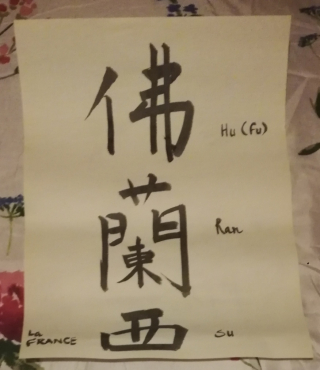 佛 Hu (Fu)
蘭 Ran
西 Su
La
FRANCE